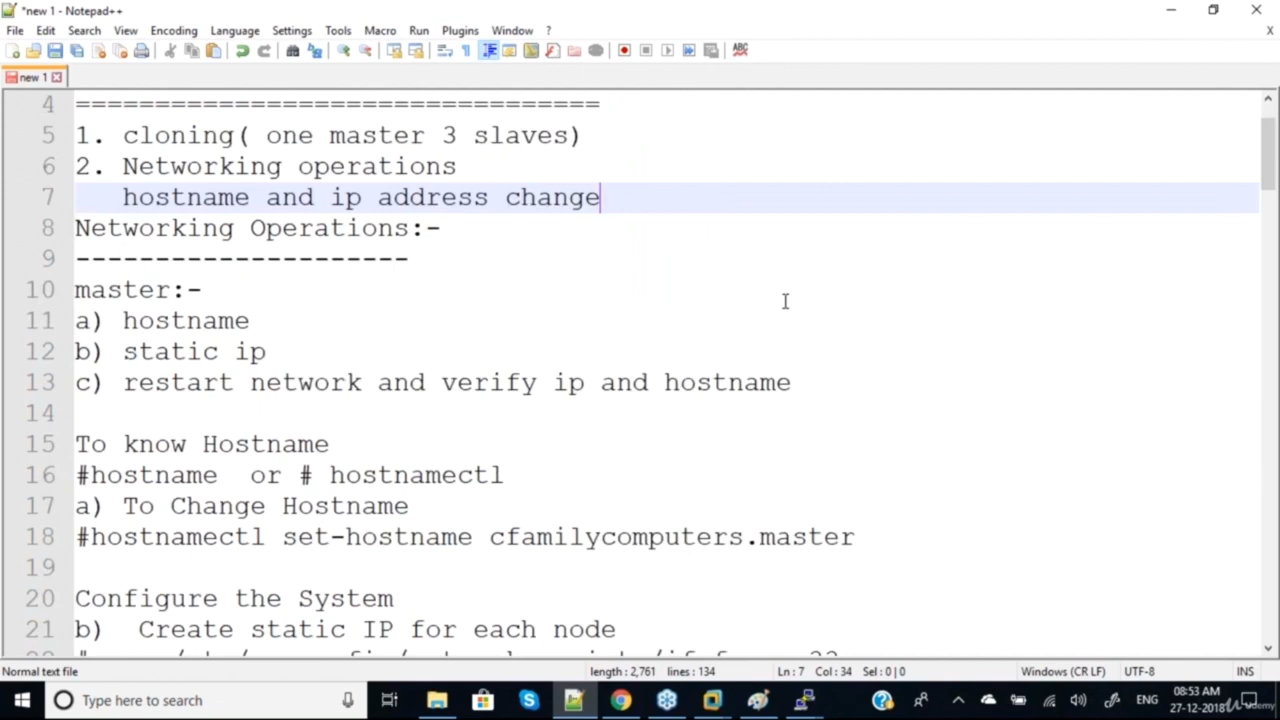 *new 1 - Notepad++
File Edit Search View Encoding Language Settings Tools Macro Run Plugins Window ? X
new 1
4 =================================
5 1. cloning( one master 3 slaves)
6 2. Networking operations
7 hostname and ip address change
8 Networking Operations:-
9 ---------------------
10 master:-
11 a) hostname
12 b) static ip
13 c) restart network and verify ip and hostname
14
15 To know Hostname
16 #hostname or # hostnamectl
17 a) To Change Hostname
18 #hostnamectl set-hostname cfamilycomputers.master
19
20 Configure the System
21 b) Create static IP for each node
Normal text file length : 2,761 lines : 134 Ln : 7 Col : 34 Sel : 0 | 0 Windows (CR LF) UTF-8 INS
Type here to search ENG 08:53 AM
27-12-2018 Udemy